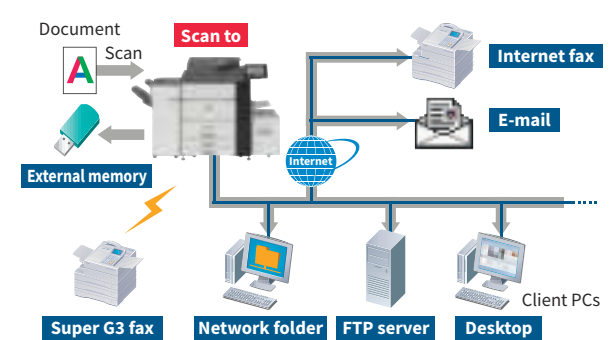 Document
Scan to
A
Scan
Internet fax
E-mail
Internet
External memory
Client PCs
Super G3 fax
Network folder
FTP server
Desktop